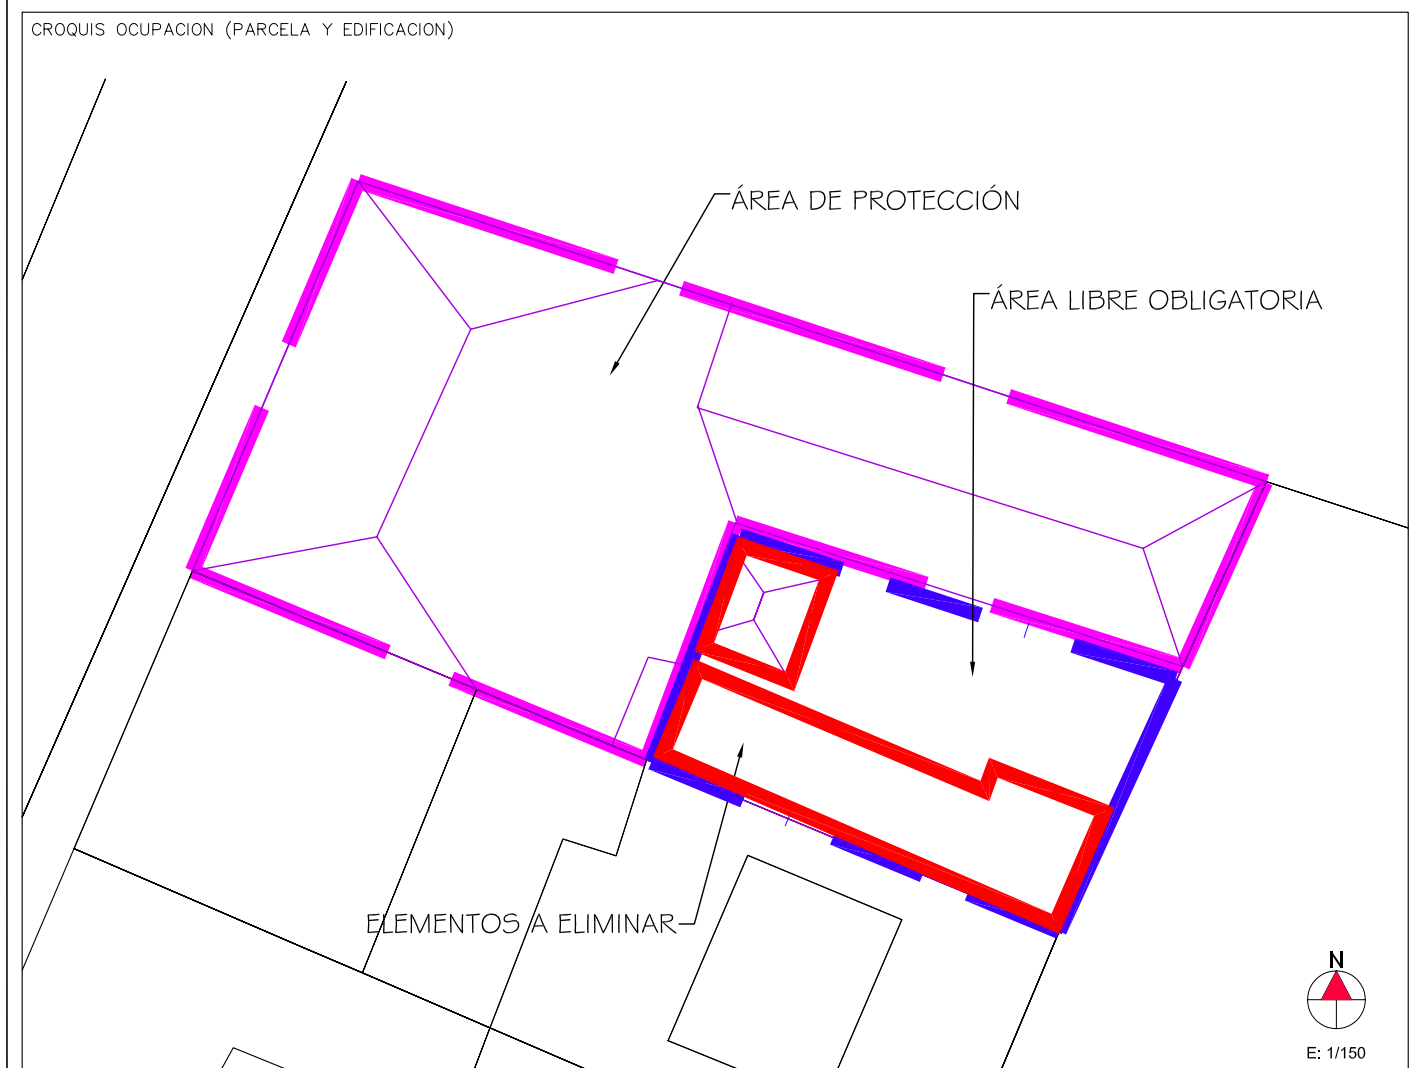 CROQUIS OCUPACION (PARCELA Y EDIFICACION)
ÁREA DE PROTECCIÓN
ÁREA LIBRE OBLIGATORIA
ELEMENTOS A ELIMINAR
N
E: 1/150